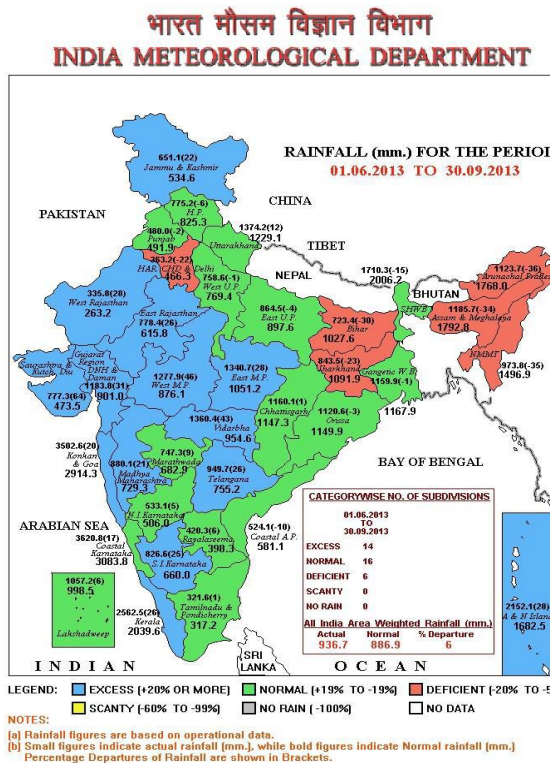 भारत मौसम विज्ञान विभाग
INDIA METEOROLOGICAL DEPARTMENT
RAINFALL (mm.) FOR THE PERIOD
01.06.2013 TO 30.09.2013
651.1(22)
Jammu & Kashmir
534.6
775.2(-6)
H.P.
825.3
CHINA
PAKISTAN
480.0(-2)
Punjab
491.9
1374.2(12)
1229.1
Uttarakhand
TIBET
363.2(-22)
HAR. CHD & Delhi
466.3
758.6(-1)
West U.P.
769.4
NEPAL
1710.3(-15)
2006.2
SHWB
BHUTAN
1123.7(-36)
Arunachal Pradesh
1768.0
335.8(28)
West Rajasthan
263.2
East Rajasthan
778.4(26)
615.8
864.5(-4)
East U.P.
897.6
723.4(-30)
Bihar
1027.6
1185.7(-34)
Assam & Meghalaya
1792.8
NMMT
973.8(-35)
1496.9
Saurashtra &
Kutch, Diu
777.3(64)
473.5
Gujarat
Region
DNH &
Daman
1183.8(31)
901.0
1277.9(46)
West M.P.
876.1
1340.7(28)
East M.P.
1051.2
843.5(-23)
Jharkhand
1091.9
Gangetic W.B.
1159.9(-1)
1167.9
1160.1(1)
Chhattisgarh
1147.3
1120.6(-3)
Orissa
1149.9
1360.4(43)
Vidarbha
954.6
3502.6(20)
Konkan
& Goa
2914.3
880.1(21)
Madhya
Maharashtra
729.3
747.3(9)
Marathwada
682.9
949.7(26)
Telangana
755.2
BAY OF BENGAL
ARABIAN SEA
3620.8(17)
Coastal
Karnataka
3083.8
533.1(5)
N.I.Karnataka
506.0
420.3(6)
Rayalaseema
398.3
524.1(-10)
Coastal A.P.
581.1
826.6(25)
S.I.Karnataka
660.0
1057.2(6)
998.5
Lakshadweep
2562.5(26)
Kerala
2039.6
321.6(1)
Tamilnadu &
Pondicherry
317.2
2152.1(28)
A & N Island
1682.5
CATEGORYWISE NO. OF SUBDIVISIONS
01.06.2013
TO
30.09.2013
EXCESS 14
NORMAL 16
DEFICIENT 6
SCANTY 0
NO RAIN 0
All India Area Weighted Rainfall (mm.)
Actual Normal % Departure
936.7 886.9 6
SRI
LANKA
INDIAN OCEAN
LEGEND: EXCESS (+20% OR MORE) NORMAL (+19% TO -19%) DEFICIENT (-20% TO -5
SCANTY (-60% TO -99%) NO RAIN (-100%) NO DATA
NOTES:
(a) Rainfall figures are based on operational data.
(b) Small figures indicate actual rainfall (mm.), while bold figures indicate Normal rainfall (mm.)
Percentage Departures of Rainfall are shown in Brackets.